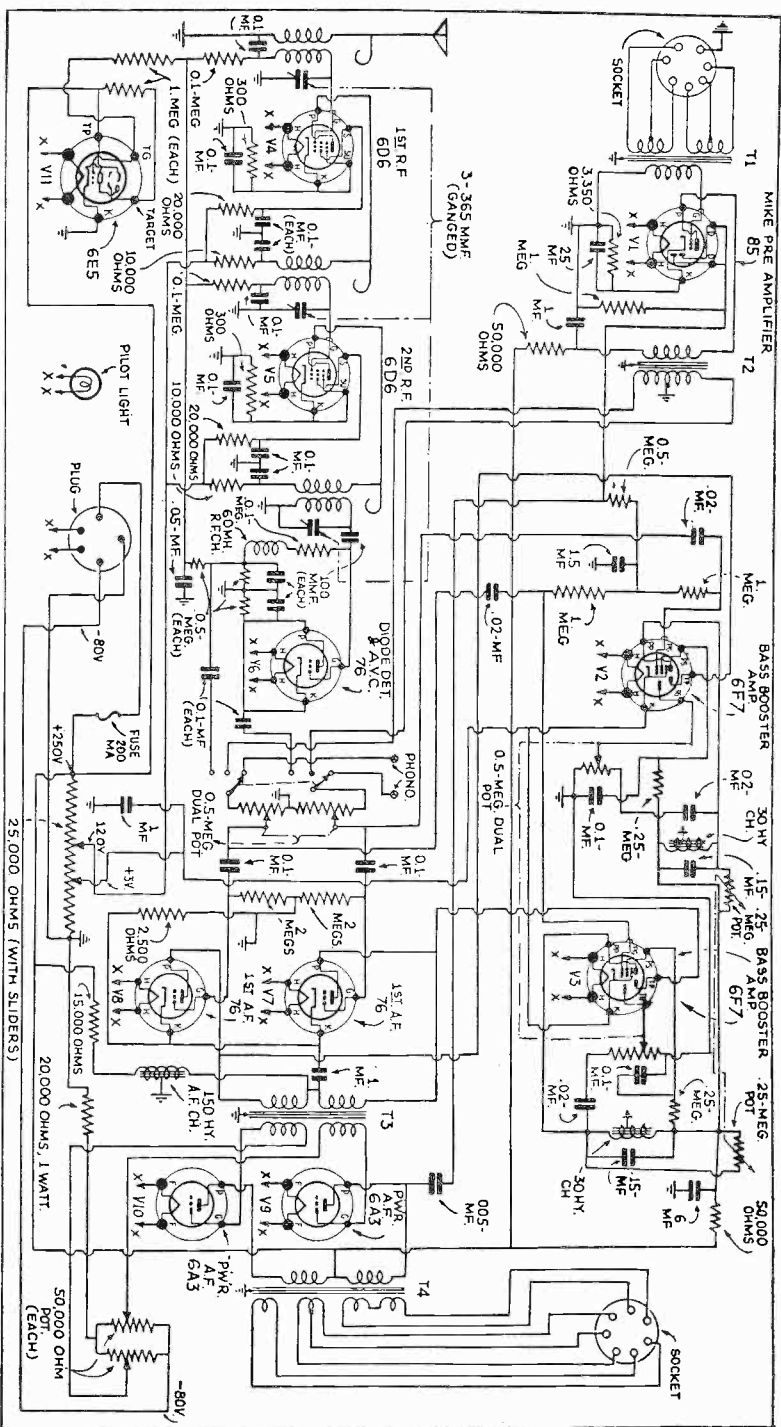 MIKE PRE AMPLIFIER
85
SOCKET
T1
3,350
OHMS
V1
25
MF.
1
MEG
1
MF.
50,000
OHMS
T2
0.5-
MEG.
.02-
MF.
15
MF
1
MEG.
1
MEG
.02-MF
BASS BOOSTER
AMP
6F7
V2
0.5-MEG. DUAL
POT
0.1-
MF.
.25-
MEG
.02-
MF
30 HY
CH.
.15-
MF
.25
MEG.
POT.
BASS BOOSTER
AMP
6F7
V3
0.1-
MF.
.02-
MF.
.25-
MEG.
30 HY.
CH
.15-
MF
.25-MEG.
POT
6
MF
50,000
OHMS
3-365 MMF.
(GANGED)
0.1
MF.
0.1-MEG
1ST R.F
6D6
300
OHMS
V4
0.1-
MF.
1. MEG (EACH)
TP
TG
TARGET
V11
K
6E5
20,000
OHMS
10,000
OHMS
0.1-
MF.
(EACH)
0.1-MEG.
0.1-
MF
2ND R.F.
6D6
300
OHMS
V5
0.1-
MF.
20,000 OHMS
10,000 OHMS
0.1-
MF.
.05-MF.
0.1-
MEG.
60 MH.
R.F.CH.
100
MMF.
(EACH)
0.5-
MEG.
(EACH)
DIODE DET.
& A.V.C.
76
V6
0.1-MF
(EACH)
PHONO
0.5-MEG
DUAL POT
0.1-
MF
0.1-
MF
2
MEGS
2
MEGS.
2,500
OHMS
1ST A.F.
76
V8
1ST A.F.
76
V7
1
MF.
T3
150 HY.
A.F. CH.
PWR.
A.F.
6A3
V9
PWR.
A.F.
6A3
V10
.005-
MF.
T4
SOCKET
PILOT LIGHT
X X
PLUG
-80V
FUSE
200
MA
+250V
1
MF
120V
+3V
25,000 OHMS (WITH SLIDERS)
15,000 OHMS
20,000 OHMS, 1 WATT.
50,000 OHM
POT.
(EACH)
-80V